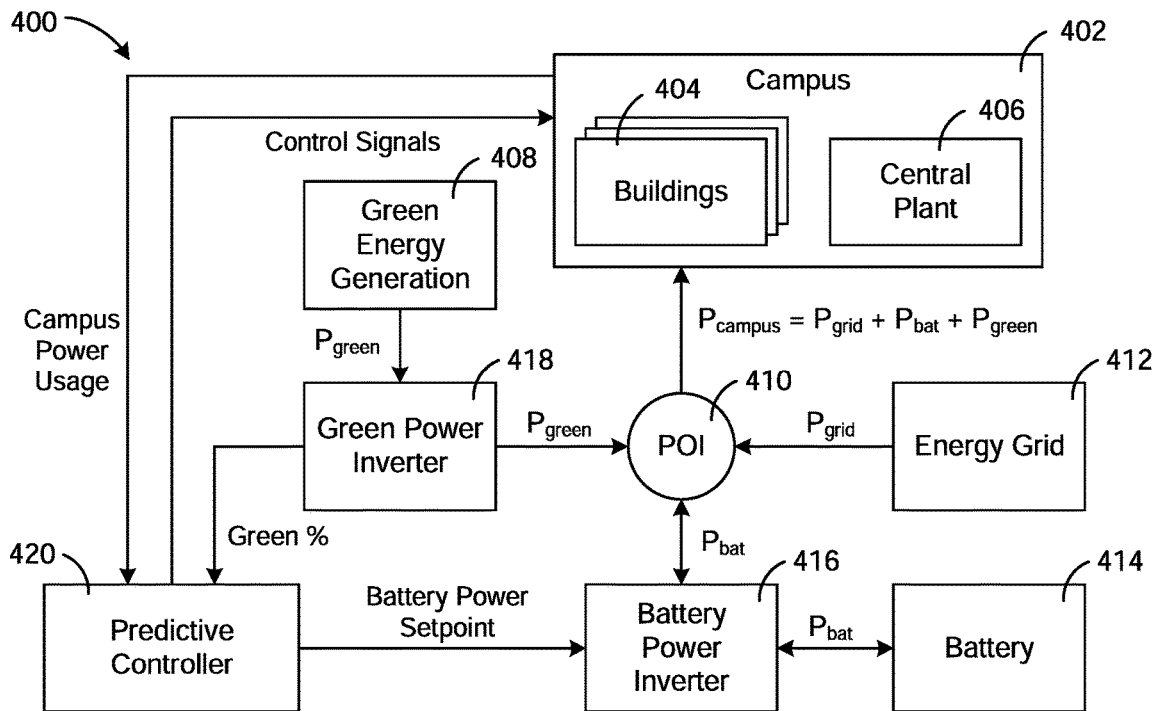 400
402
Campus
404
406
Control Signals
408
Buildings
Central
Plant
Green
Energy
Generation
Campus
Power
Usage
P_green
P_campus = P_grid + P_bat + P_green
418
410
412
Green Power
Inverter
P_green
POI
P_grid
Energy Grid
Green %
P_bat
420
416
414
Predictive
Controller
Battery Power
Setpoint
Battery
Power
Inverter
P_bat
Battery